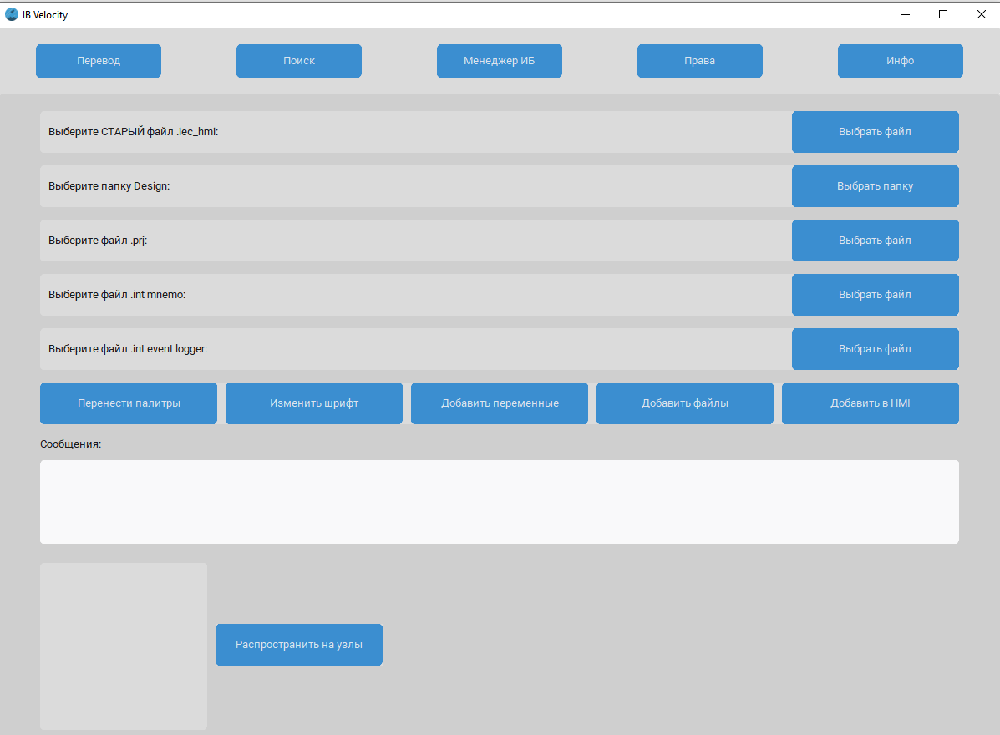 IB Velocity
Перевод
Поиск
Менеджер ИБ
Права
Инфо
Выберите СТАРЫЙ файл .iec_hmi:
Выбрать файл
Выберите папку Design:
Выбрать папку
Выберите файл .prj:
Выбрать файл
Выберите файл .int mnemo:
Выбрать файл
Выберите файл .int event logger:
Выбрать файл
Перенести палитры
Изменить шрифт
Добавить переменные
Добавить файлы
Добавить в HMI
Сообщения:
Распространить на узлы